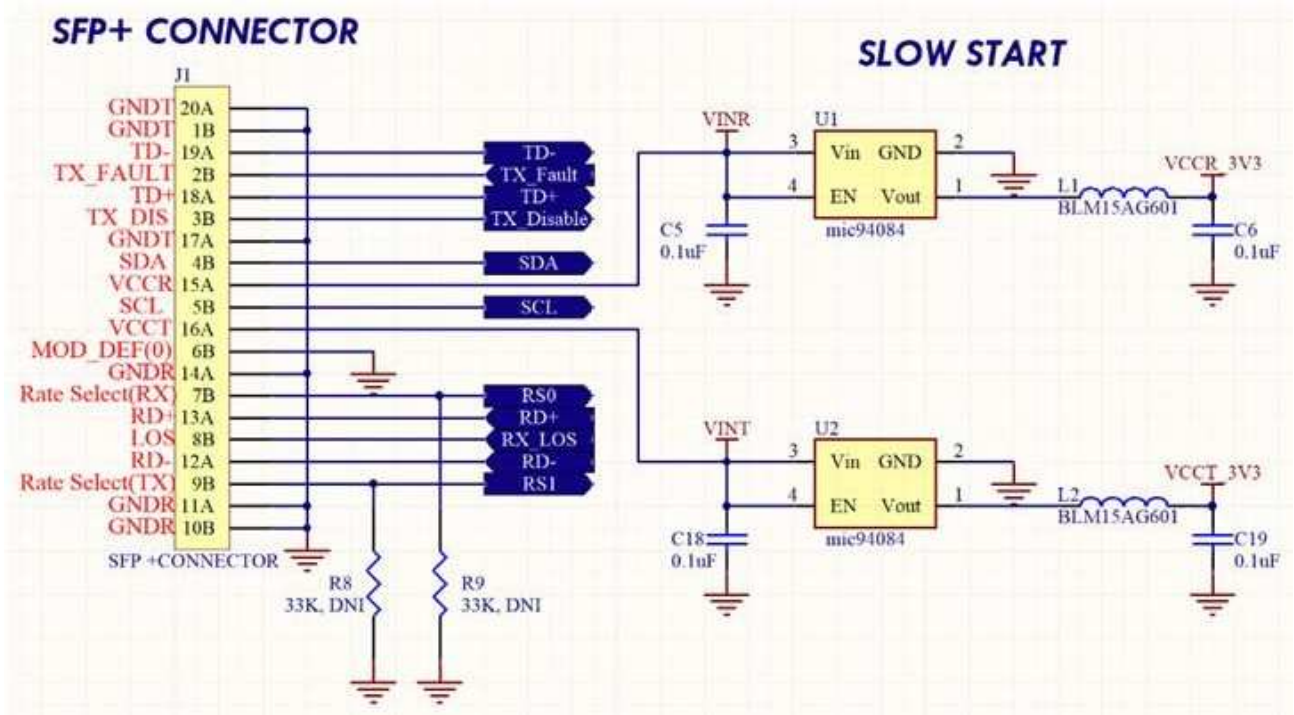 SFP+ CONNECTOR
SLOW START
J1
GNDT 20A
GNDT 1B
TD- 19A TD-
TX_FAULT 2B TX_Fault
TD+ 18A TD+
TX_DIS 3B TX_Disable
GNDT 17A
SDA 4B SDA
VCCR 15A
SCL 5B SCL
VCCT 16A
MOD_DEF(0) 6B
GNDR 14A
Rate Select(RX) 7B RS0
RD+ 13A RD+
LOS 8B RX_LOS
RD- 12A RD-
Rate Select(TX) 9B RS1
GNDR 11A
GNDR 10B
SFP +CONNECTOR
R8
33K, DNI
R9
33K, DNI
VINR
U1
3 Vin GND 2
4 EN Vout 1
mic94084
C5
0.1uF
L1
BLM15AG601
VCCR_3V3
C6
0.1uF
VINT
U2
3 Vin GND 2
4 EN Vout 1
mic94084
C18
0.1uF
L2
BLM15AG601
VCCT_3V3
C19
0.1uF